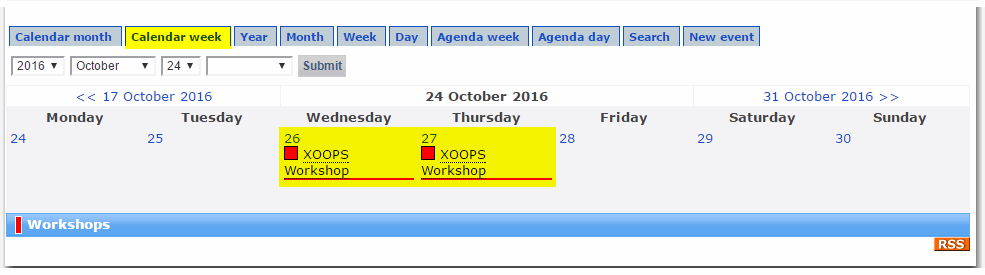 Calendar month Calendar week Year Month Week Day Agenda week Agenda day Search New event
2016 October 24 Submit
<< 17 October 2016 24 October 2016 31 October 2016 >>
Monday Tuesday Wednesday Thursday Friday Saturday Sunday
24 25 26 27 28 29 30
XOOPS XOOPS
Workshop Workshop
Workshops
RSS